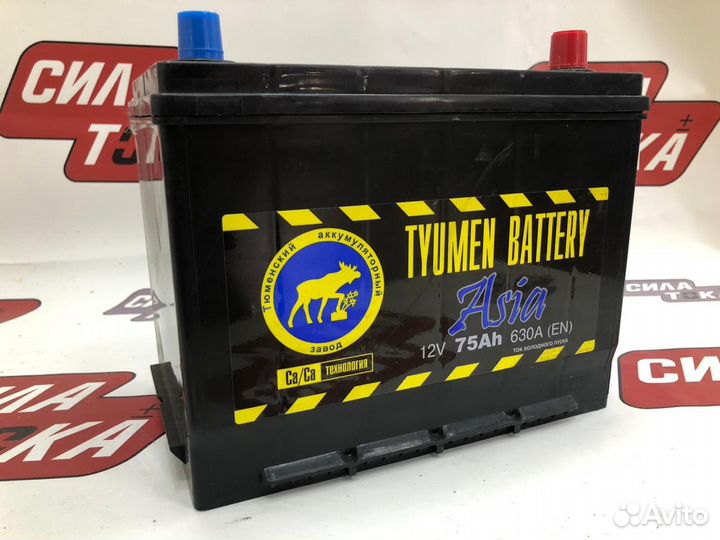 СИЛА
ТОКА
СИЛА
ТОКА
TYUMEN BATTERY
Asia
12V 75Ah 630A (EN)
ТОК ХОЛОДНОГО ПУСКА
Тюменский аккумуляторный
завод
Ca/Ca ТЕХНОЛОГИЯ
СИЛА
СИЛА
ТОКА
Avito